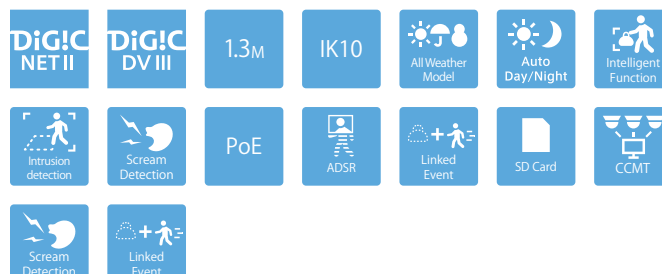 DiG!C
NET II
DiG!C
DV III
1.3M
IK10
All Weather
Model
Auto
Day/Night
Intelligent
Function
Intrusion
detection
Scream
Detection
PoE
ADSR
Linked
Event
SD Card
CCMT
Scream
Detection
Linked
Event